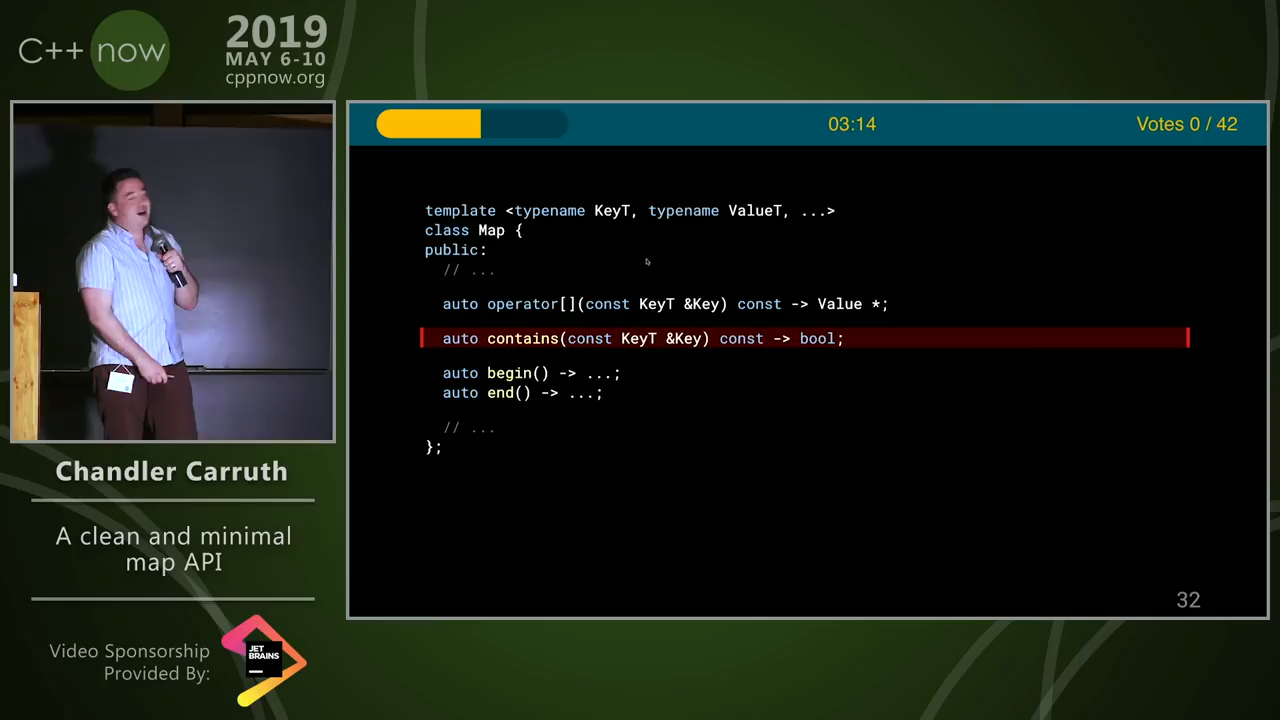 C++ now
2019
MAY 6-10
cppnow.org
03:14
Votes 0 / 42
template <typename KeyT, typename ValueT, ...>
class Map {
public:
// ...
auto operator[](const KeyT &Key) const -> Value *;
auto contains(const KeyT &Key) const -> bool;
auto begin() -> ...;
auto end() -> ...;
// ...
};
32
Chandler Carruth
A clean and minimal
map API
Video Sponsorship
Provided By:
JET
BRAINS